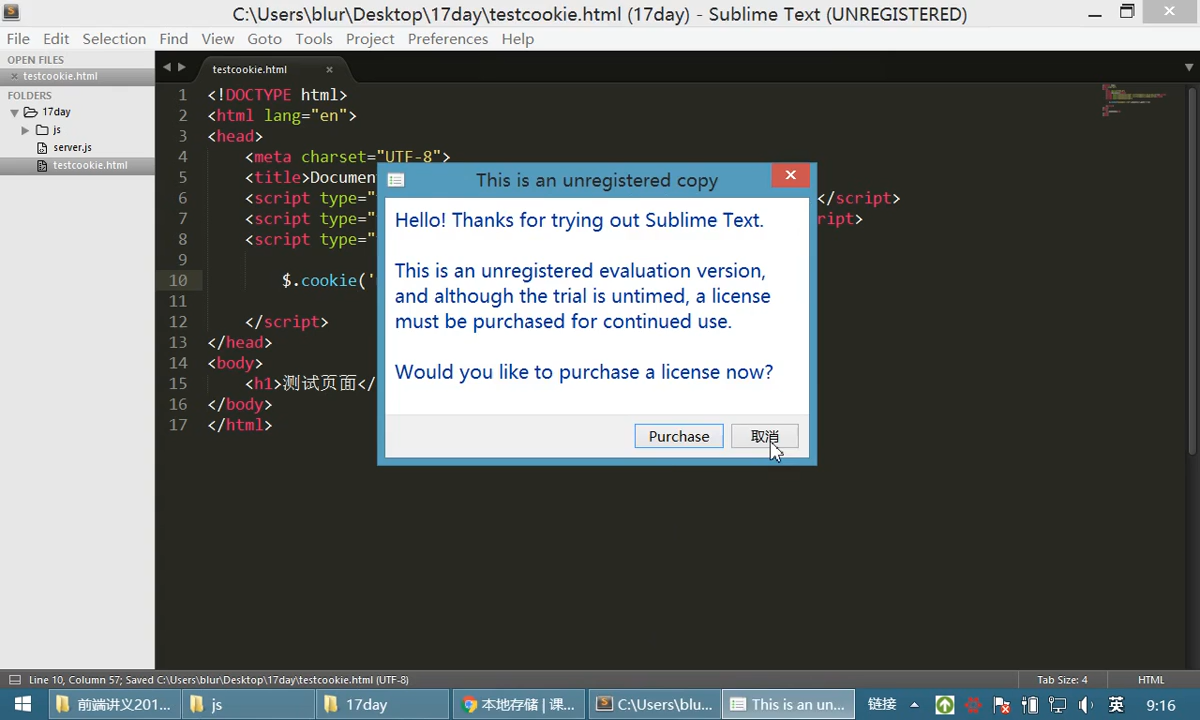 C:\Users\blur\Desktop\17day\testcookie.html (17day) - Sublime Text (UNREGISTERED)
File Edit Selection Find View Goto Tools Project Preferences Help
OPEN FILES
testcookie.html
FOLDERS
17day
js
server.js
testcookie.html
testcookie.html
1 <!DOCTYPE html>
2 <html lang="en">
3 <head>
4 <meta charset="UTF-8">
5 <title>Documen
6 <script type=" </script>
7 <script type=" ript>
8 <script type="
9
10 $.cookie('
11
12 </script>
13 </head>
14 <body>
15 <h1>测试页面</
16 </body>
17 </html>
This is an unregistered copy
Hello! Thanks for trying out Sublime Text.
This is an unregistered evaluation version,
and although the trial is untimed, a license
must be purchased for continued use.
Would you like to purchase a license now?
Purchase 取消
Line 10, Column 57; Saved C:\Users\blur\Desktop\17day\testcookie.html (UTF-8) Tab Size: 4 HTML
前端讲义201... js 17day 本地存储 | 课... C:\Users\blu... This is an un... 链接 英 9:16